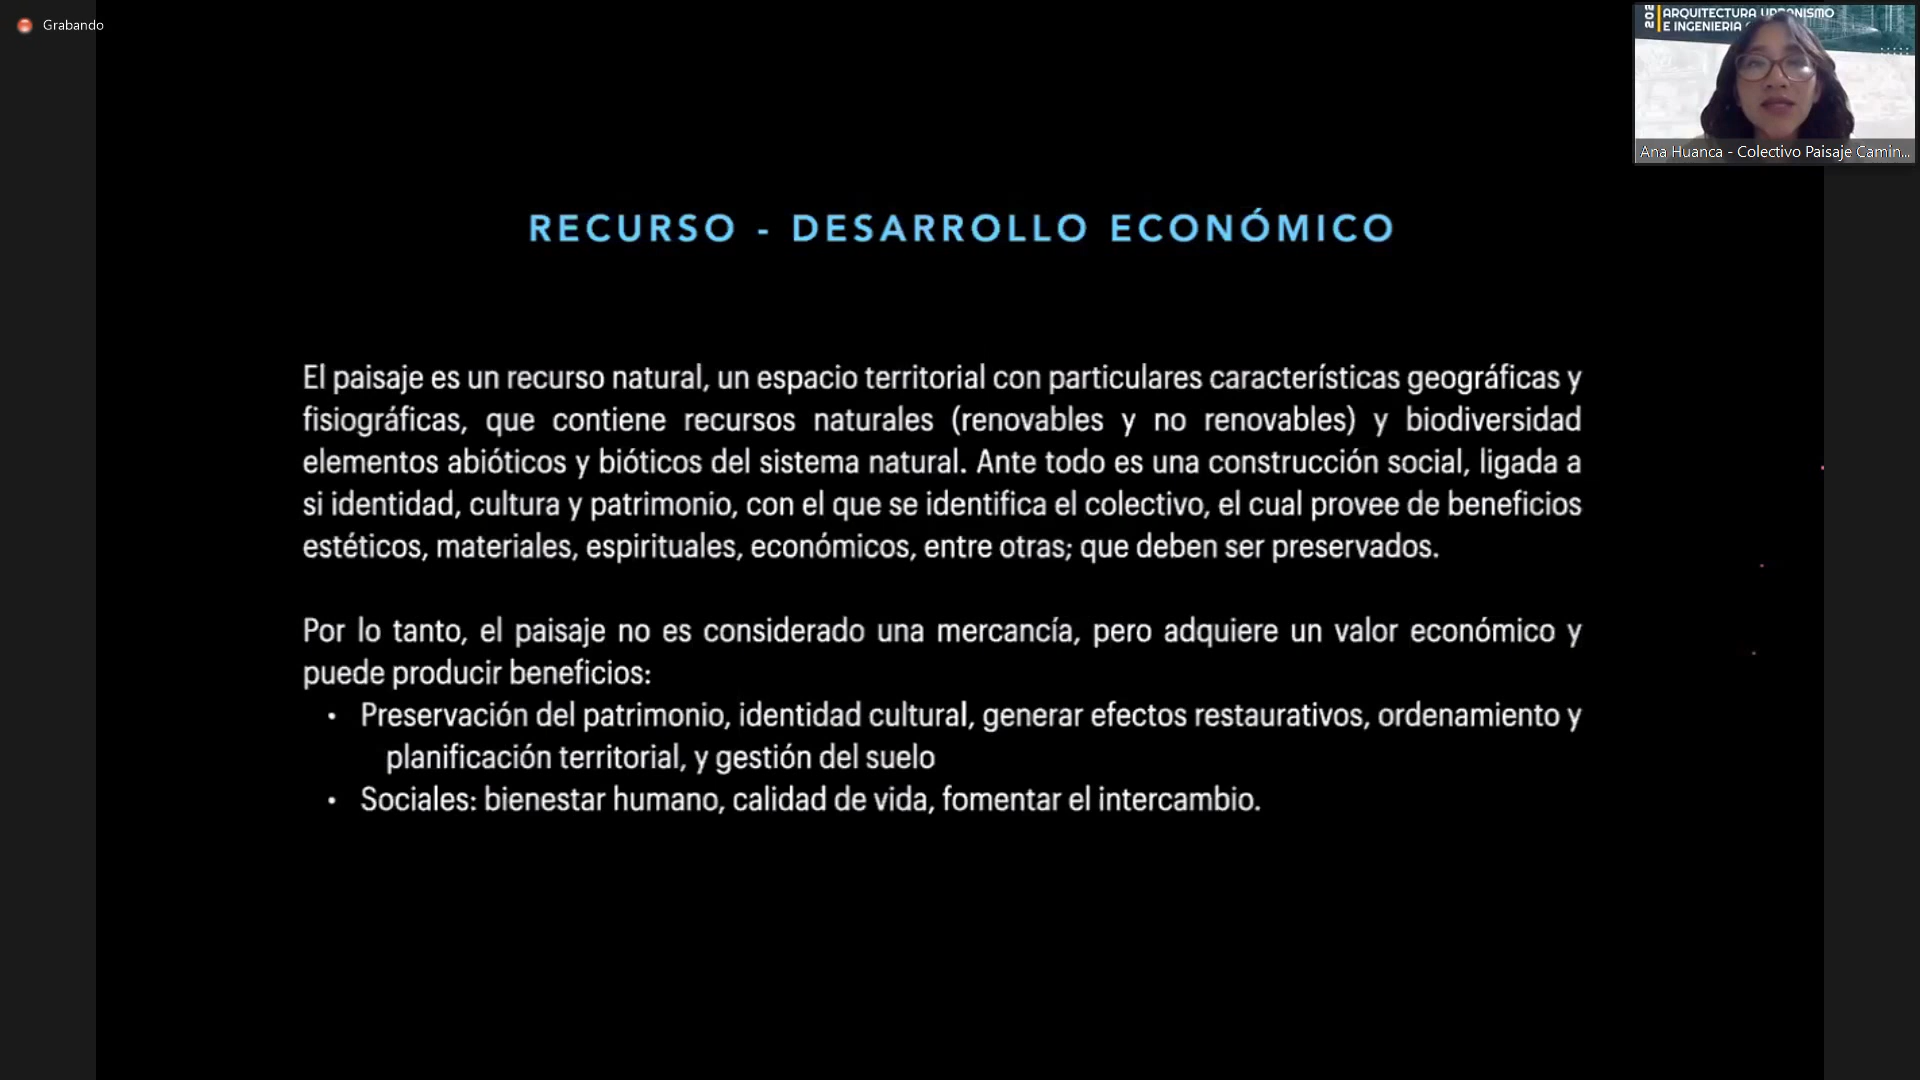 Grabando
202
ARQUITECTURA URBANISMO
E INGENIERIA
Ana Huanca - Colectivo Paisaje Camin...
RECURSO - DESARROLLO ECONÓMICO
El paisaje es un recurso natural, un espacio territorial con particulares características geográficas y
fisiográficas, que contiene recursos naturales (renovables y no renovables) y biodiversidad
elementos abióticos y bióticos del sistema natural. Ante todo es una construcción social, ligada a
si identidad, cultura y patrimonio, con el que se identifica el colectivo, el cual provee de beneficios
estéticos, materiales, espirituales, económicos, entre otras; que deben ser preservados.
Por lo tanto, el paisaje no es considerado una mercancía, pero adquiere un valor económico y
puede producir beneficios:
• Preservación del patrimonio, identidad cultural, generar efectos restaurativos, ordenamiento y
planificación territorial, y gestión del suelo
• Sociales: bienestar humano, calidad de vida, fomentar el intercambio.